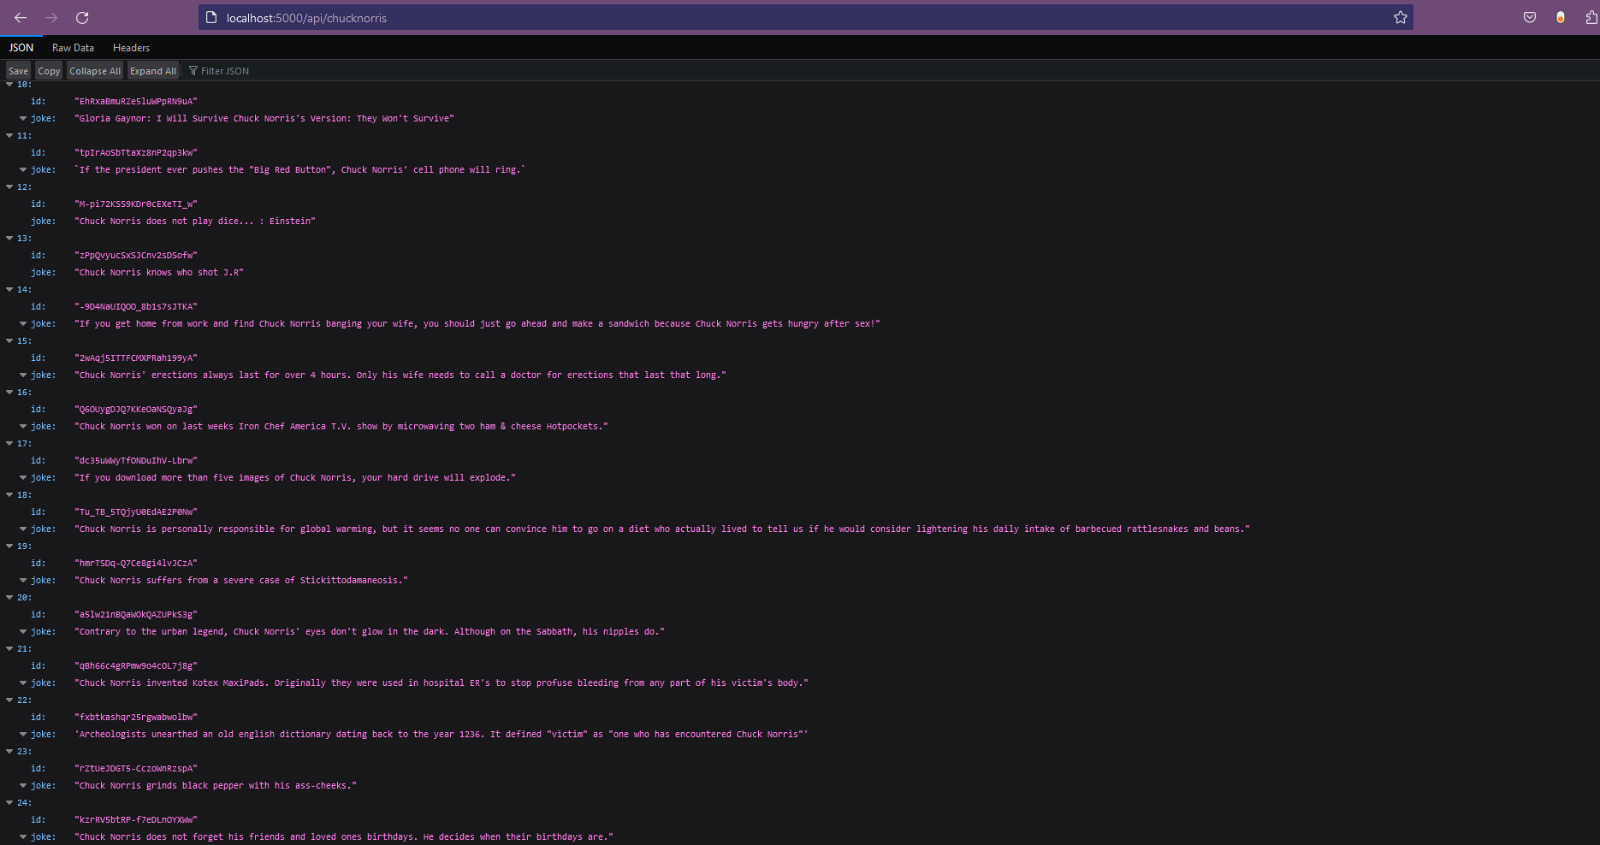 localhost:5000/api/chucknorris
JSON Raw Data Headers
Save Copy Collapse All Expand All Filter JSON
10:
id: "EhRxaBmuRZe5luWPpRN9uA"
joke: "Gloria Gaynor: I Will Survive Chuck Norris's Version: They Won't Survive"
11:
id: "tpIrAoSbTtaXz8nP2qp3kw"
joke: `If the president ever pushes the "Big Red Button", Chuck Norris' cell phone will ring.`
12:
id: "M-pi72KSS9KDr0cEXeTI_w"
joke: "Chuck Norris does not play dice... : Einstein"
13:
id: "zPpQvyucSxSJCnv2sDSofw"
joke: "Chuck Norris knows who shot J.R"
14:
id: "-9D4NaUIQOO_8b1s7sJTKA"
joke: "If you get home from work and find Chuck Norris banging your wife, you should just go ahead and make a sandwich because Chuck Norris gets hungry after sex!"
15:
id: "2wAqj5ITTFCMXPRah199yA"
joke: "Chuck Norris' erections always last for over 4 hours. Only his wife needs to call a doctor for erections that last that long."
16:
id: "Q6OUygDJQ7KKeOaNSQyaJg"
joke: "Chuck Norris won on last weeks Iron Chef America T.V. show by microwaving two ham & cheese Hotpockets."
17:
id: "dc35uWWyTfONDuIhV-Lbrw"
joke: "If you download more than five images of Chuck Norris, your hard drive will explode."
18:
id: "Tu_TB_5TQjyU0EdAE2P0Nw"
joke: "Chuck Norris is personally responsible for global warming, but it seems no one can convince him to go on a diet who actually lived to tell us if he would consider lightening his daily intake of barbecued rattlesnakes and beans."
19:
id: "hmrTSDq-Q7Ce8gi4lvJCzA"
joke: "Chuck Norris suffers from a severe case of Stickittodamaneosis."
20:
id: "a5lw21nBQaWOkQAZUPkS3g"
joke: "Contrary to the urban legend, Chuck Norris' eyes don't glow in the dark. Although on the Sabbath, his nipples do."
21:
id: "qBh66c4gRPmw9o4cOL7j8g"
joke: "Chuck Norris invented Kotex MaxiPads. Originally they were used in hospital ER's to stop profuse bleeding from any part of his victim's body."
22:
id: "fxbtkashqr25rgwabwolbw"
joke: 'Archeologists unearthed an old english dictionary dating back to the year 1236. It defined "victim" as "one who has encountered Chuck Norris"'
23:
id: "rZtUeJDGT5-CczoWnRzspA"
joke: "Chuck Norris grinds black pepper with his ass-cheeks."
24:
id: "kzrRV5btRP-f7eDLnOYXWw"
joke: "Chuck Norris does not forget his friends and loved ones birthdays. He decides when their birthdays are."